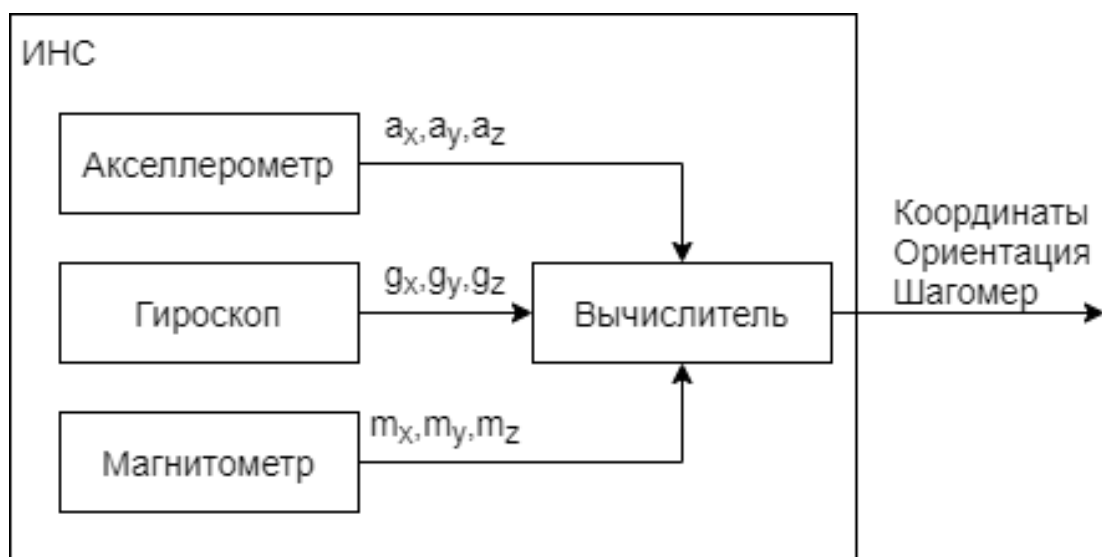 ИНС
Акселлерометр
a_x,a_y,a_z
Гироскоп
g_x,g_y,g_z
Вычислитель
Магнитометр
m_x,m_y,m_z
Координаты
Ориентация
Шагомер